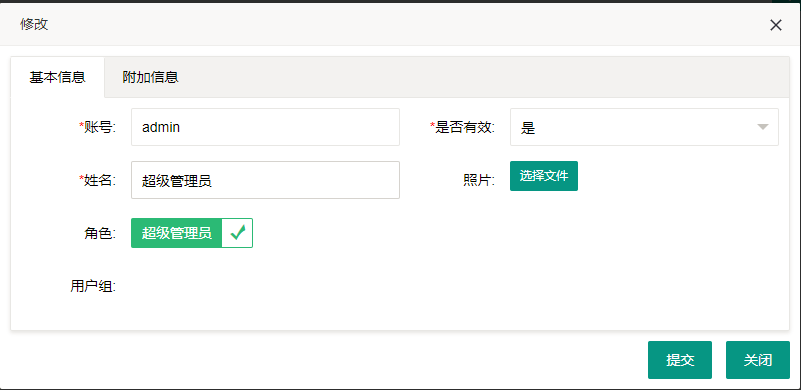 修改
基本信息 附加信息
*账号: admin *是否有效: 是
*姓名: 超级管理员 照片: 选择文件
角色: 超级管理员
用户组:
提交 关闭